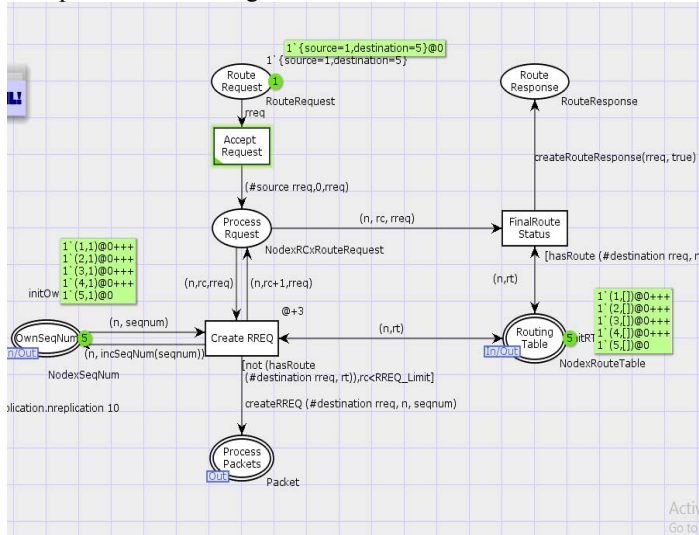 1`{source=1,destination=5}@0
1`{source=1,destination=5}
Route
Request
1
RouteRequest
Route
Response
RouteResponse
rreq
Accept
Request
createRouteResponse(rreq, true)
(#source rreq,0,rreq)
Process
Rquest
(n, rc, rreq)
FinalRoute
Status
NodexRCxRouteRequest
[hasRoute (#destination rreq, r
1`(1,1)@0+++
1`(2,1)@0+++
1`(3,1)@0+++
1`(4,1)@0+++
1`(5,1)@0
initOw
(n,rc,rreq)
(n,rc+1,rreq)
(n,rt)
1`(1,[])@0+++
1`(2,[])@0+++
1`(3,[])@0+++
1`(4,[])@0+++
1`(5,[])@0
@+3
(n, seqnum)
OwnSeqNum
5
n/Out
Create RREQ
(n,rt)
Routing
Table
5
nitRT
In/Out
(n, incSeqNum(seqnum))
NodexSeqNum
NodexRouteTable
[not (hasRoute
(#destination rreq, rt)),rc<RREQ_Limit]
plication.nreplication 10
createRREQ (#destination rreq, n, seqnum)
Process
Packets
Out
Packet
Activ
Go to